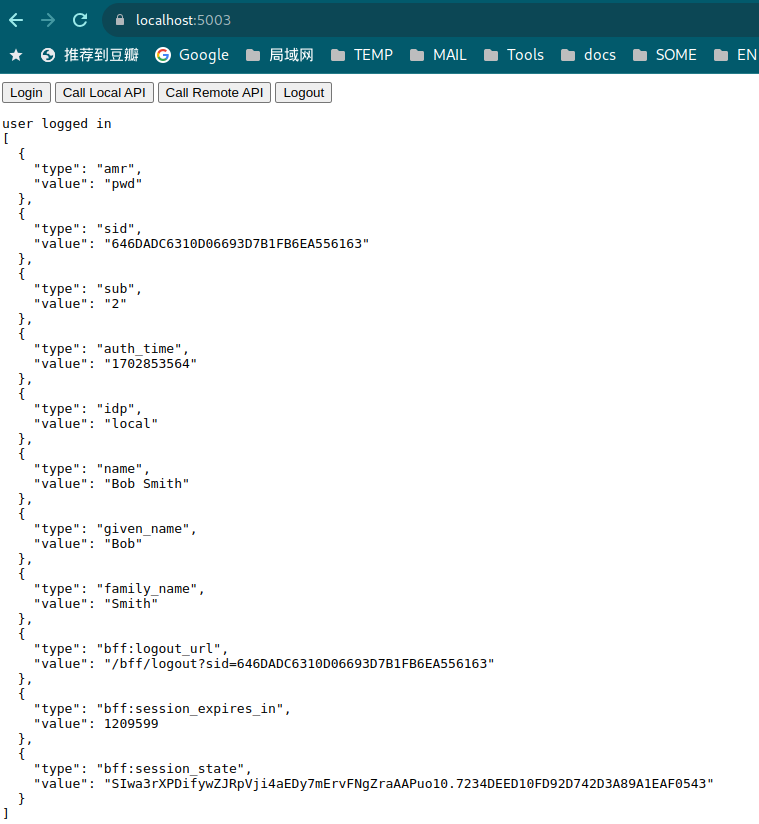 localhost:5003
推荐到豆瓣 Google 局域网 TEMP MAIL Tools docs SOME EN
Login Call Local API Call Remote API Logout
user logged in
[
  {
    "type": "amr",
    "value": "pwd"
  },
  {
    "type": "sid",
    "value": "646DADC6310D06693D7B1FB6EA556163"
  },
  {
    "type": "sub",
    "value": "2"
  },
  {
    "type": "auth_time",
    "value": "1702853564"
  },
  {
    "type": "idp",
    "value": "local"
  },
  {
    "type": "name",
    "value": "Bob Smith"
  },
  {
    "type": "given_name",
    "value": "Bob"
  },
  {
    "type": "family_name",
    "value": "Smith"
  },
  {
    "type": "bff:logout_url",
    "value": "/bff/logout?sid=646DADC6310D06693D7B1FB6EA556163"
  },
  {
    "type": "bff:session_expires_in",
    "value": 1209599
  },
  {
    "type": "bff:session_state",
    "value": "SIwa3rXPDifywZJRpVji4aEDy7mErvFNgZraAAPuo10.7234DEED10FD92D742D3A89A1EAF0543"
  }
]